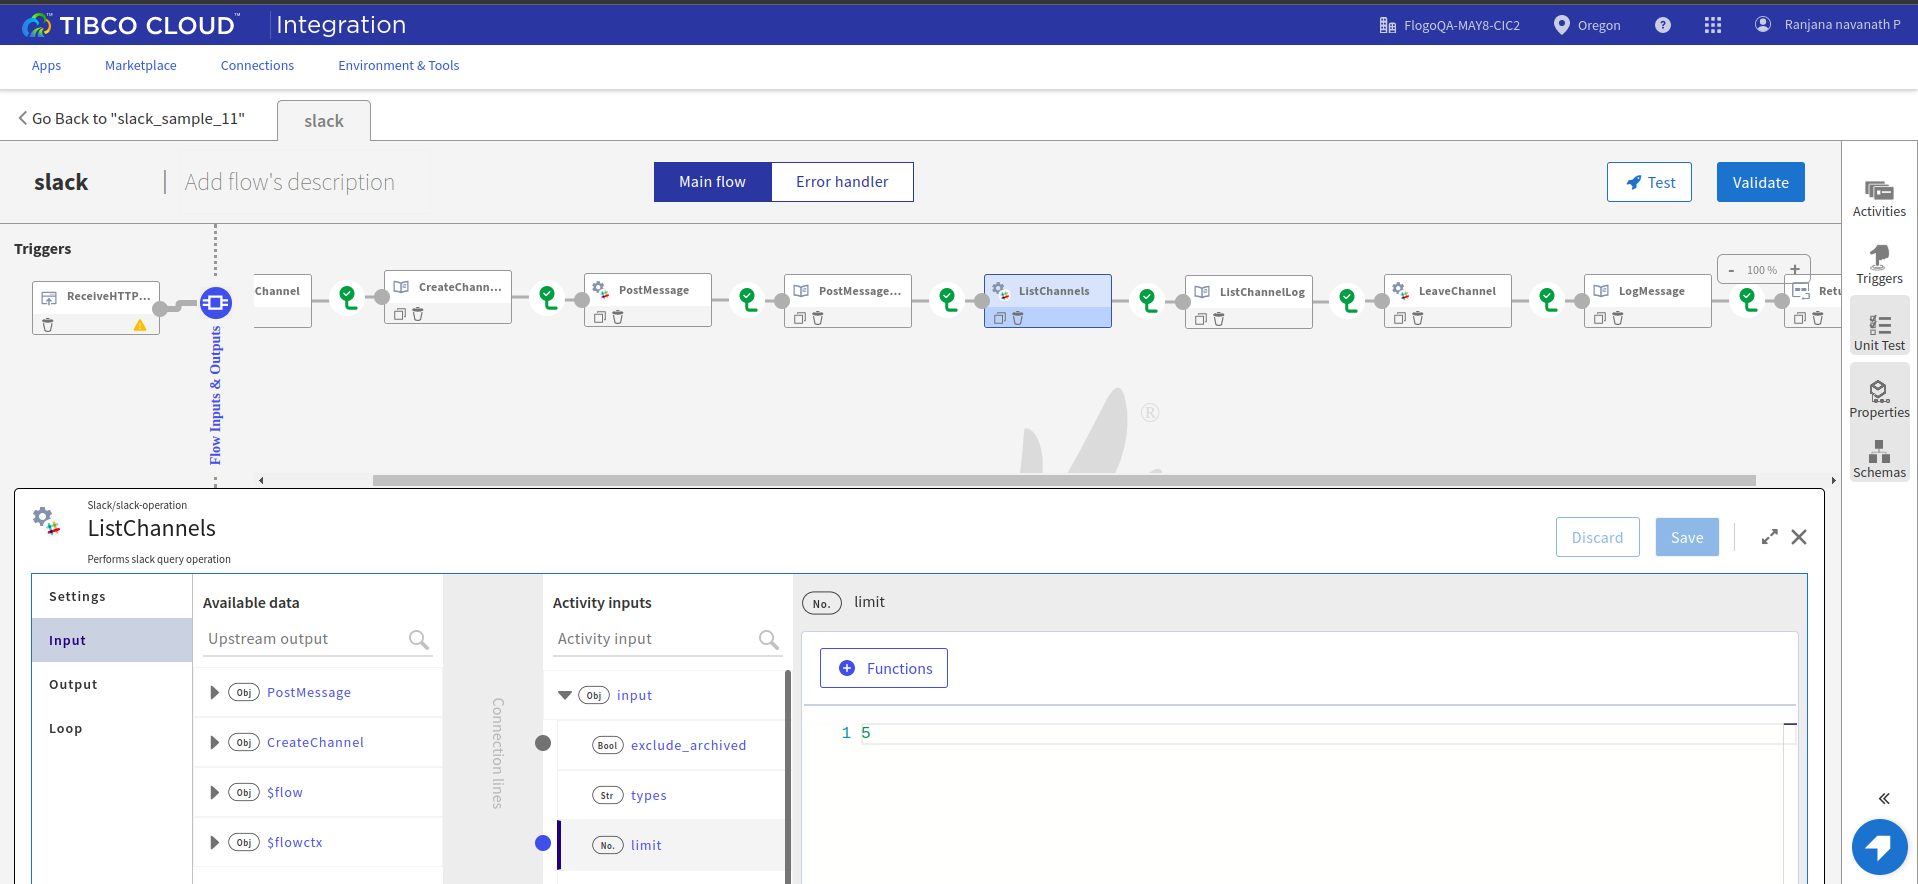 TIBCO CLOUD™ Integration
FlogoQA-MAY8-CIC2
Oregon
?
Ranjana navanath P
Apps Marketplace Connections Environment & Tools
Go Back to "slack_sample_11"
slack
slack
Add flow's description
Main flow
Error handler
Test
Validate
Activities
Triggers
Unit Test
Properties
Schemas
Triggers
ReceiveHTTP...
Flow Inputs & Outputs
Channel
CreateChann...
PostMessage
PostMessage...
ListChannels
ListChannelLog
LeaveChannel
LogMessage
Retu
- 100 % +
®
Slack/slack-operation
ListChannels
Performs slack query operation
Discard
Save
Settings
Input
Output
Loop
Available data
Upstream output
Obj PostMessage
Obj CreateChannel
Obj $flow
Obj $flowctx
Connection lines
Activity inputs
Activity input
Obj input
Bool exclude_archived
Str types
No. limit
No. limit
Functions
1 5